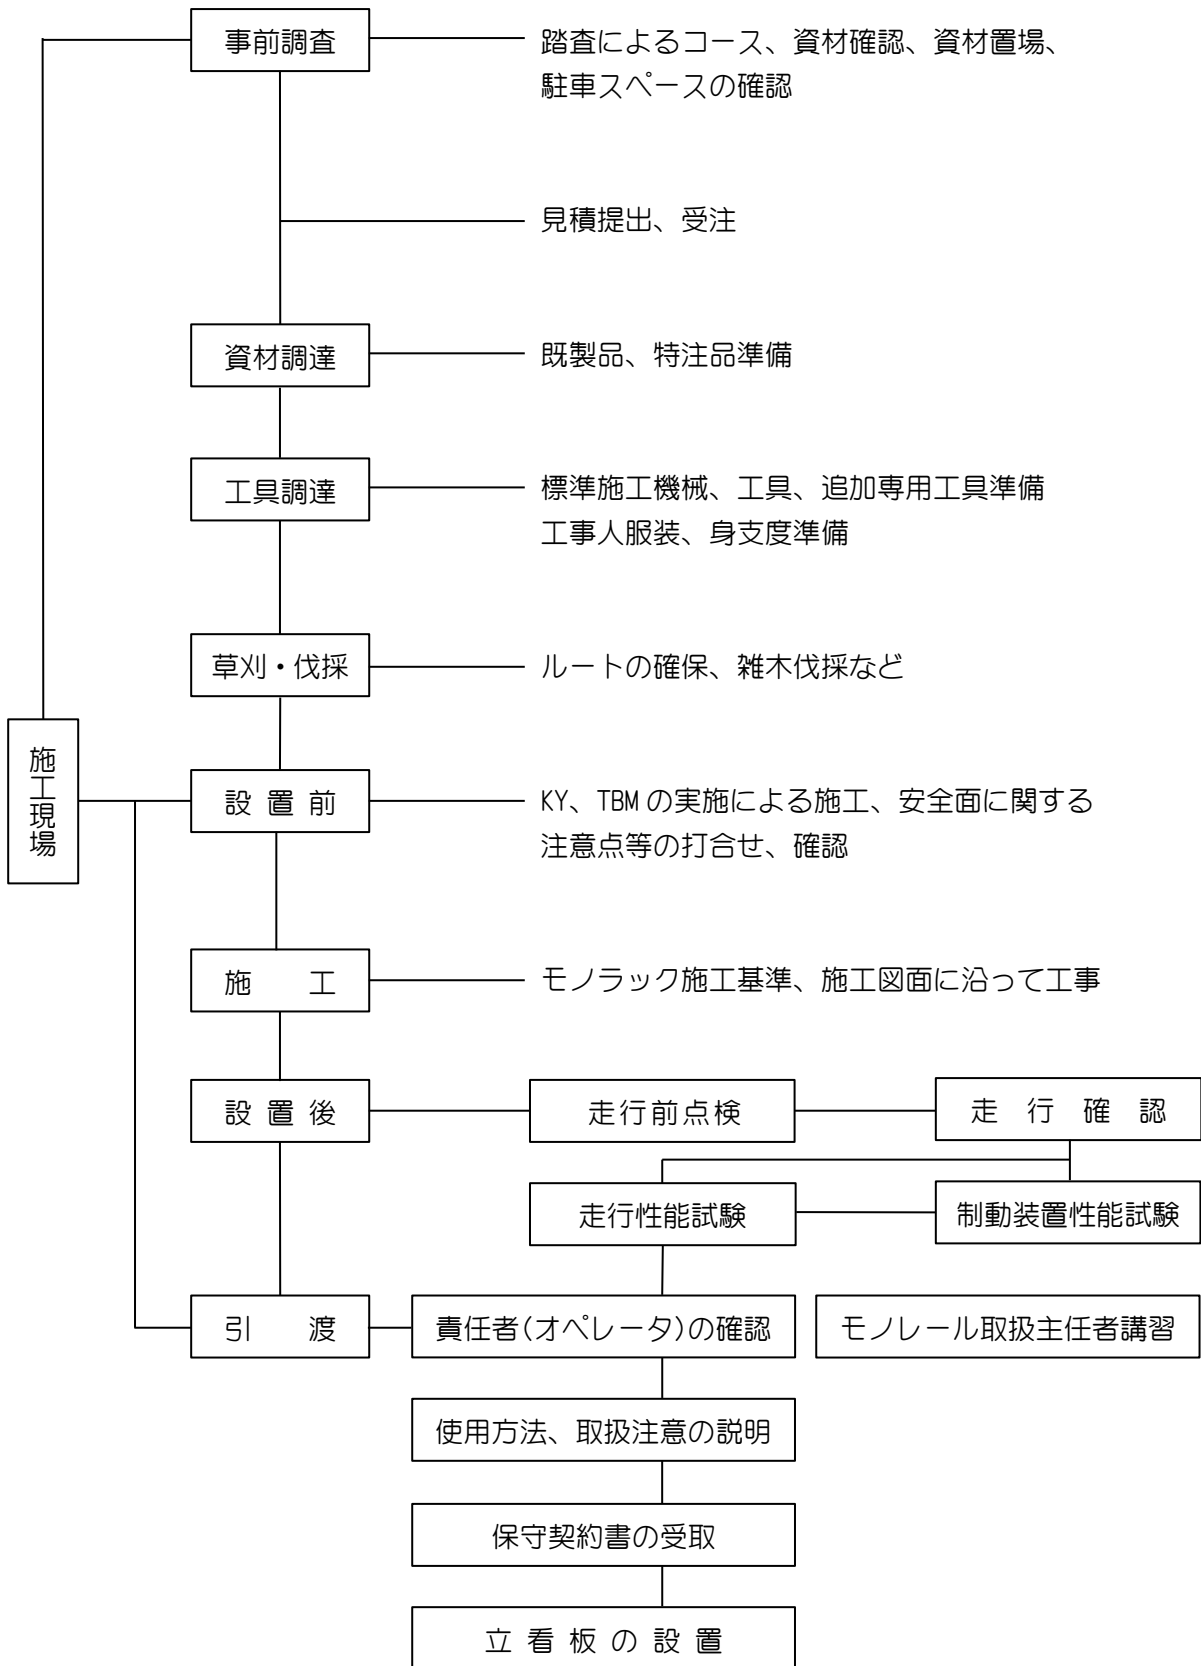 事前調査
踏査によるコース、資材確認、資材置場、
駐車スペースの確認
見積提出、受注
資材調達
既製品、特注品準備
工具調達
標準施工機械、工具、追加専用工具準備
工事人服装、身支度準備
草刈・伐採
ルートの確保、雑木伐採など
施工現場
設置前
KY、TBMの実施による施工、安全面に関する
注意点等の打合せ、確認
施　工
モノラック施工基準、施工図面に沿って工事
設置後
走行前点検
走行確認
走行性能試験
制動装置性能試験
引　渡
責任者(オペレータ)の確認
モノレール取扱主任者講習
使用方法、取扱注意の説明
保守契約書の受取
立看板の設置